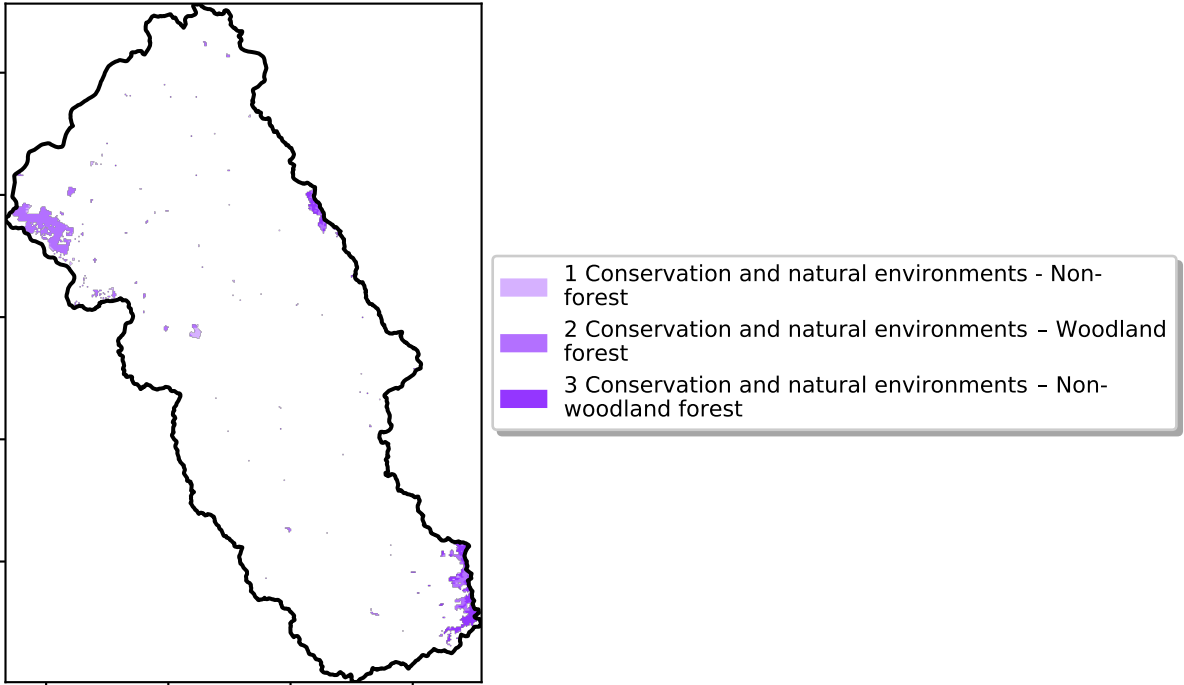 1 Conservation and natural environments - Non-
forest
2 Conservation and natural environments – Woodland
forest
3 Conservation and natural environments – Non-
woodland forest